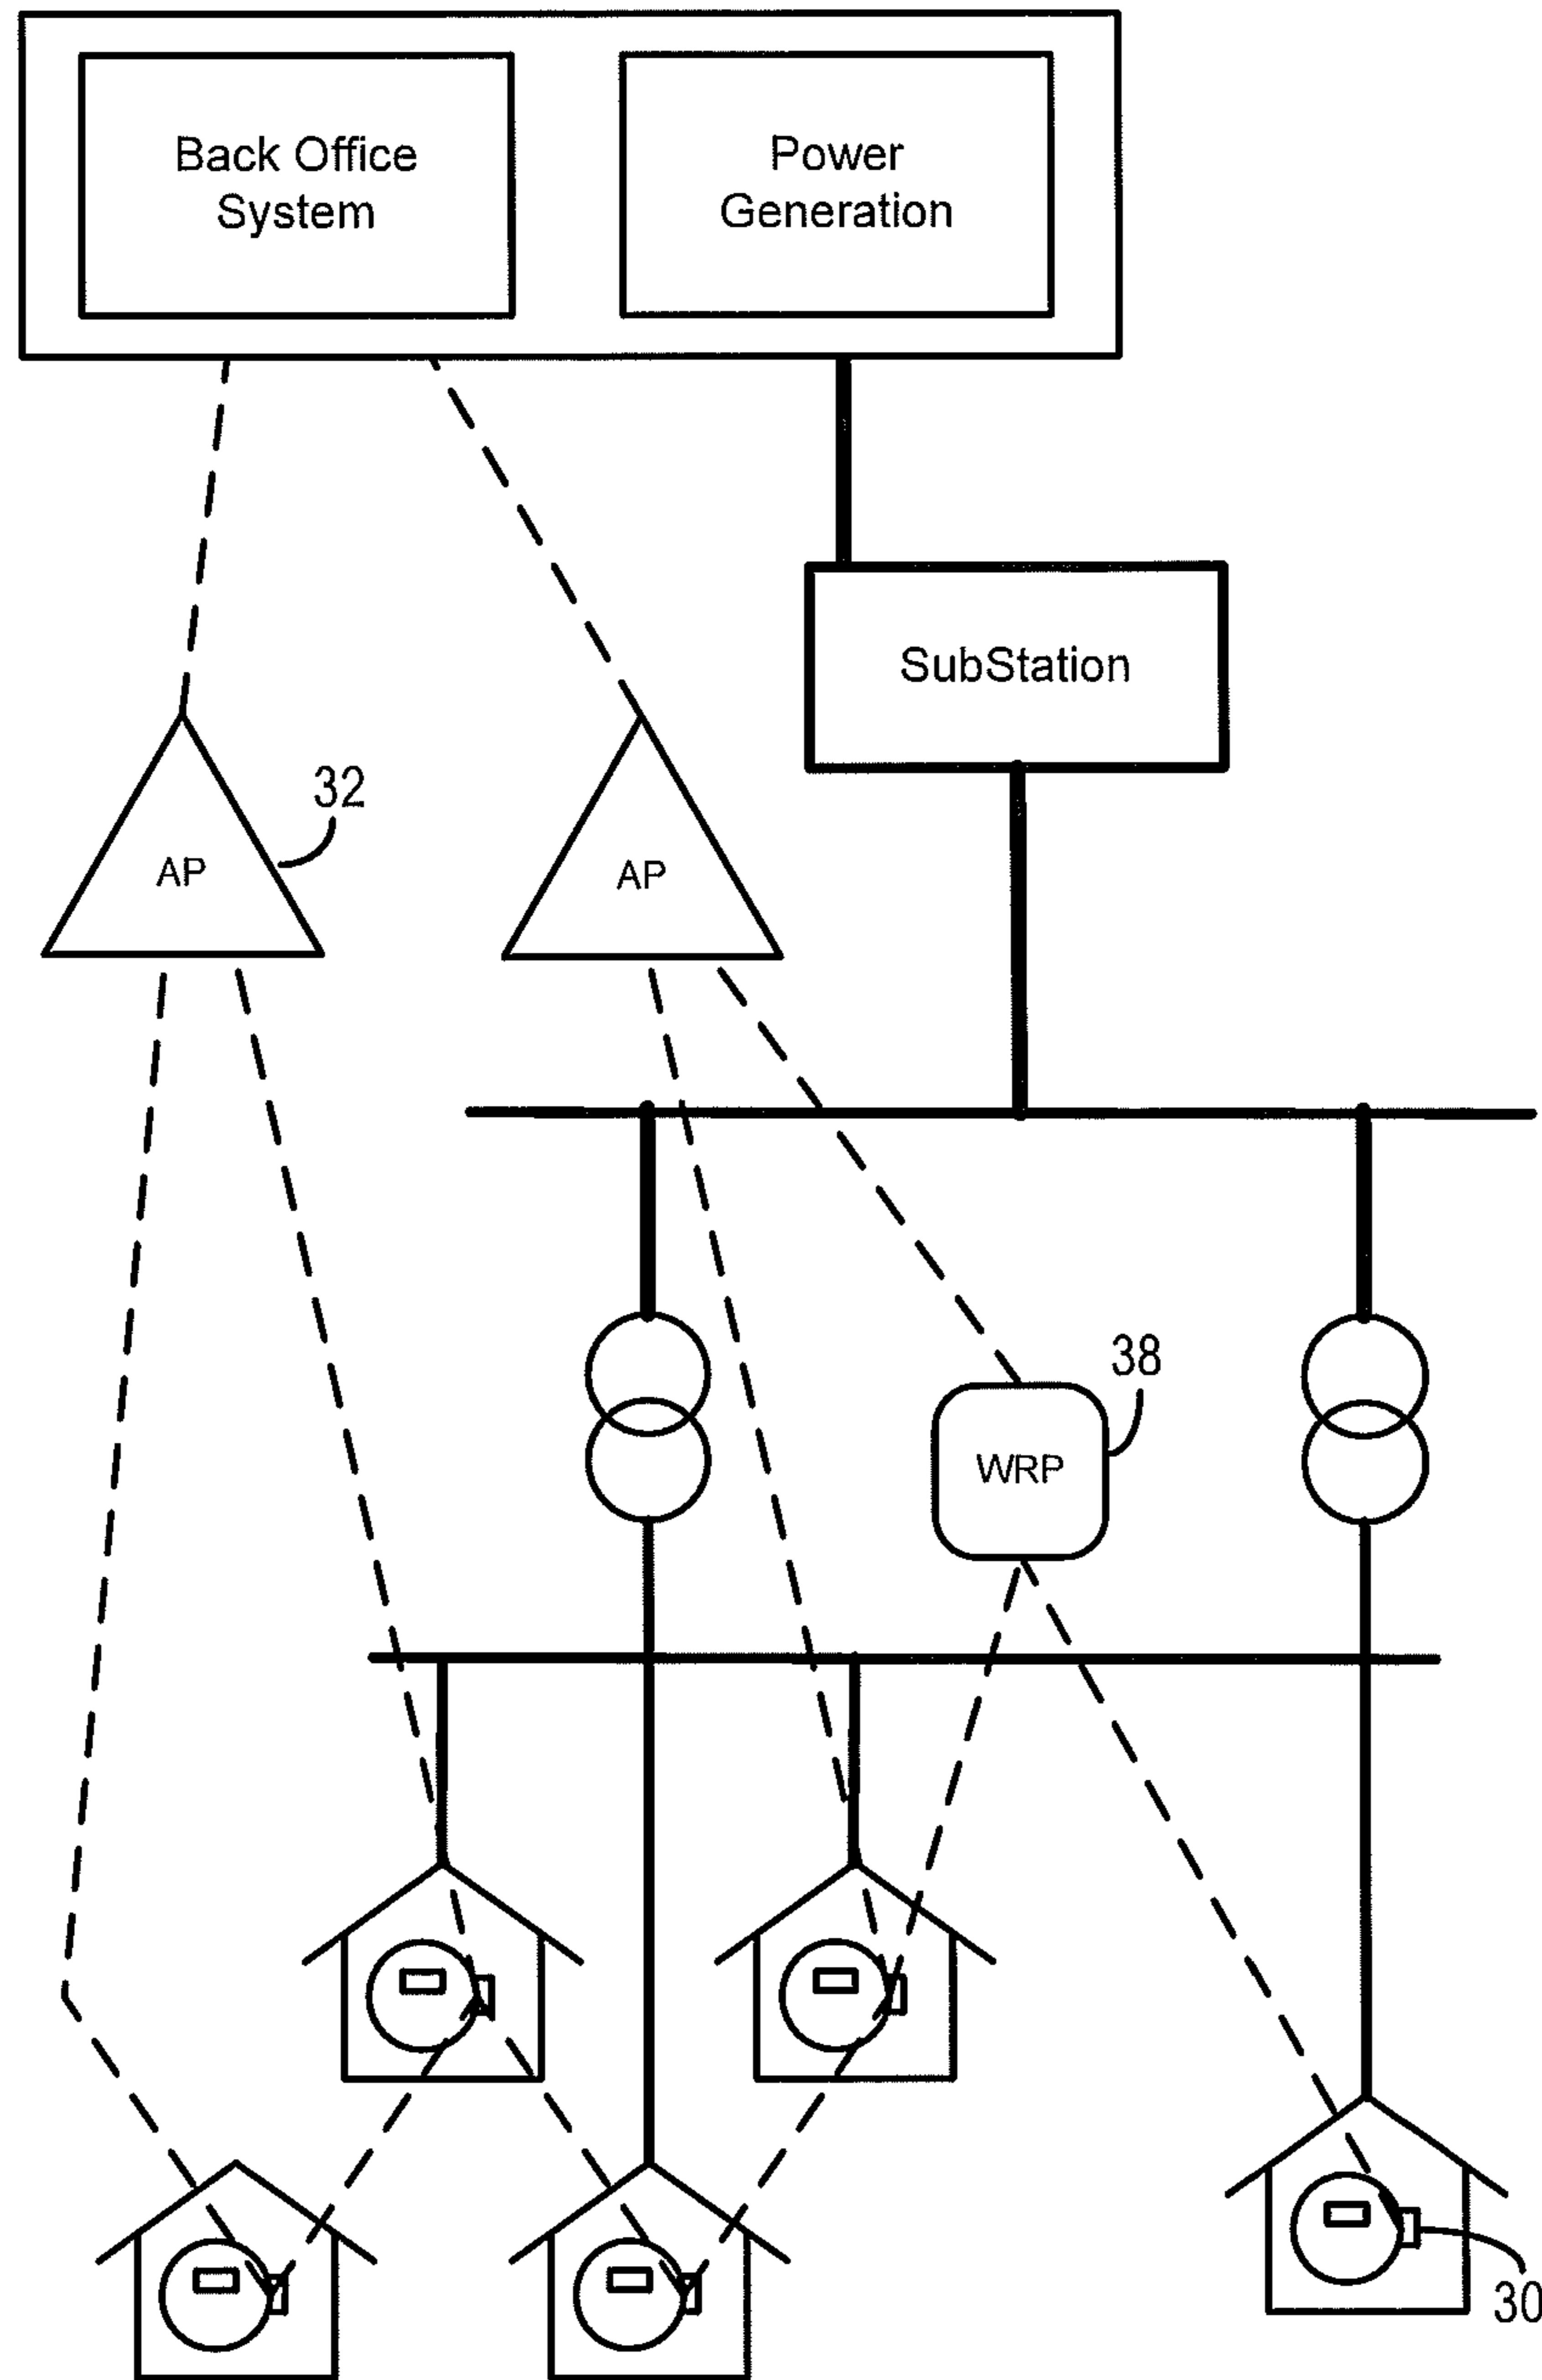 Back Office
System
Power
Generation
SubStation
32
AP
AP
38
WRP
30